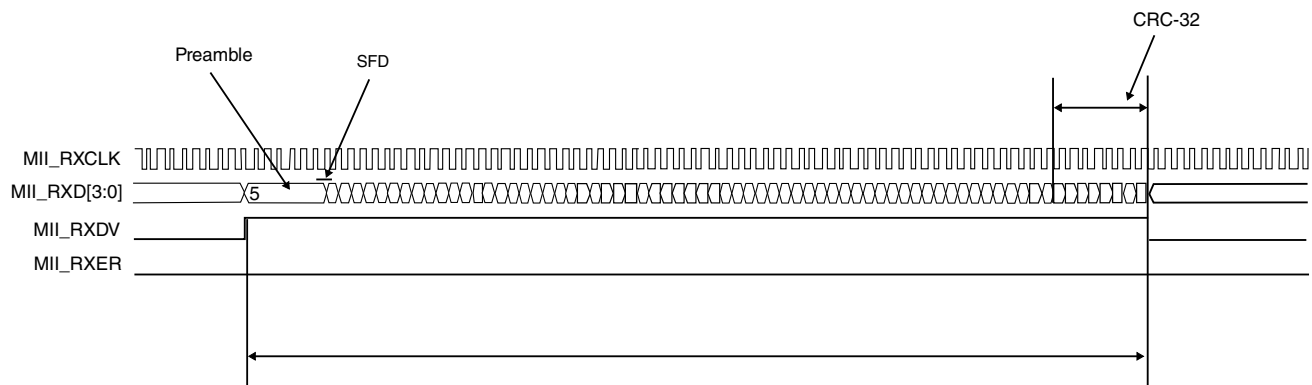 CRC-32
Preamble
SFD
MII_RXCLK
MII_RXD[3:0]
5
MII_RXDV
MII_RXER